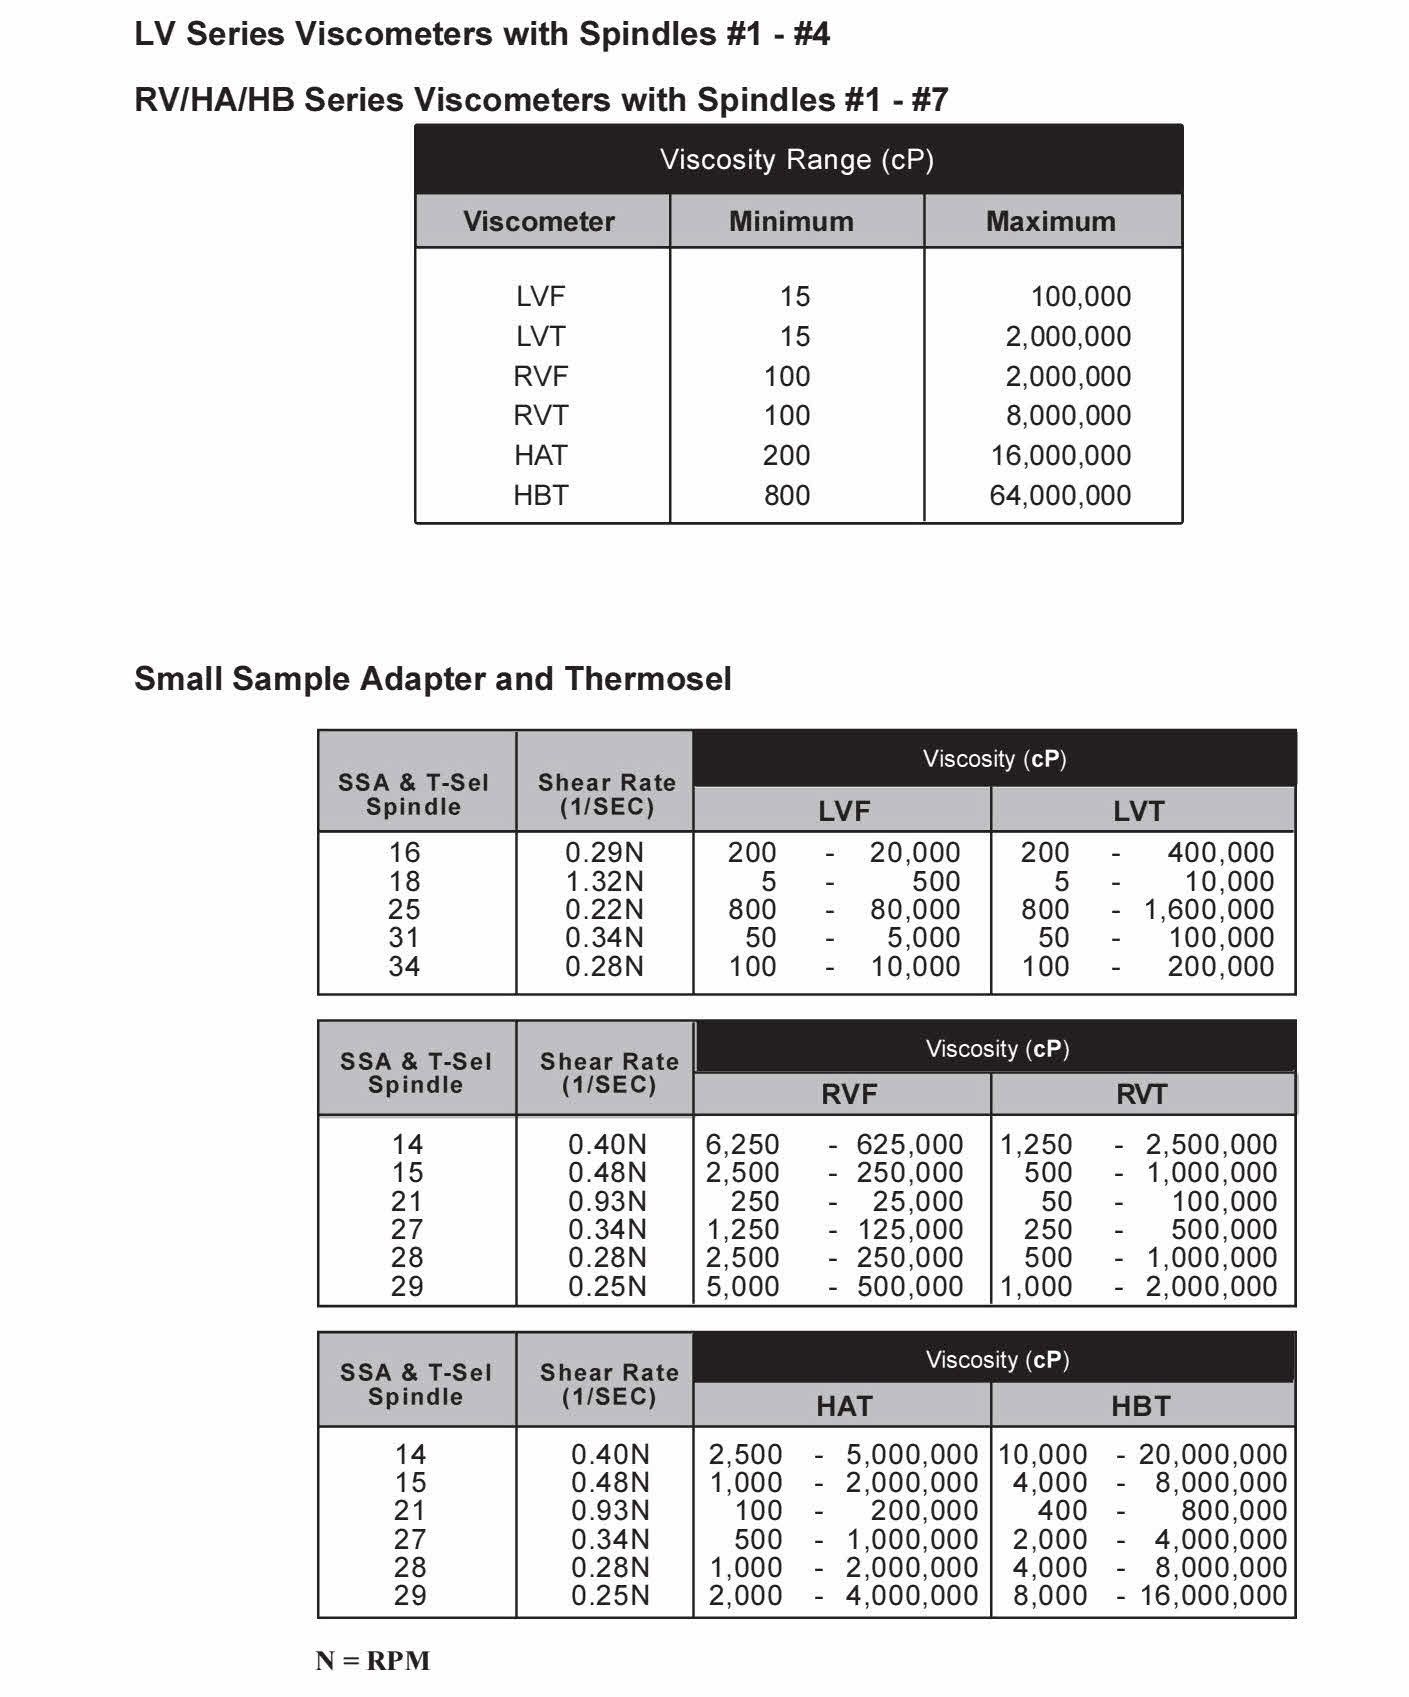 LV Series Viscometers with Spindles #1 - #4
RV/HA/HB Series Viscometers with Spindles #1 - #7
Viscosity Range (cP)
Viscometer Minimum Maximum
LVF 15 100,000
LVT 15 2,000,000
RVF 100 2,000,000
RVT 100 8,000,000
HAT 200 16,000,000
HBT 800 64,000,000
Small Sample Adapter and Thermosel
SSA & T-Sel Spindle Shear Rate (1/SEC) Viscosity (cP)
LVF LVT
16 0.29N 200 - 20,000 200 - 400,000
18 1.32N 5 - 500 5 - 10,000
25 0.22N 800 - 80,000 800 - 1,600,000
31 0.34N 50 - 5,000 50 - 100,000
34 0.28N 100 - 10,000 100 - 200,000
SSA & T-Sel Spindle Shear Rate (1/SEC) Viscosity (cP)
RVF RVT
14 0.40N 6,250 - 625,000 1,250 - 2,500,000
15 0.48N 2,500 - 250,000 500 - 1,000,000
21 0.93N 250 - 25,000 50 - 100,000
27 0.34N 1,250 - 125,000 250 - 500,000
28 0.28N 2,500 - 250,000 500 - 1,000,000
29 0.25N 5,000 - 500,000 1,000 - 2,000,000
SSA & T-Sel Spindle Shear Rate (1/SEC) Viscosity (cP)
HAT HBT
14 0.40N 2,500 - 5,000,000 10,000 - 20,000,000
15 0.48N 1,000 - 2,000,000 4,000 - 8,000,000
21 0.93N 100 - 200,000 400 - 800,000
27 0.34N 500 - 1,000,000 2,000 - 4,000,000
28 0.28N 1,000 - 2,000,000 4,000 - 8,000,000
29 0.25N 2,000 - 4,000,000 8,000 - 16,000,000
N = RPM